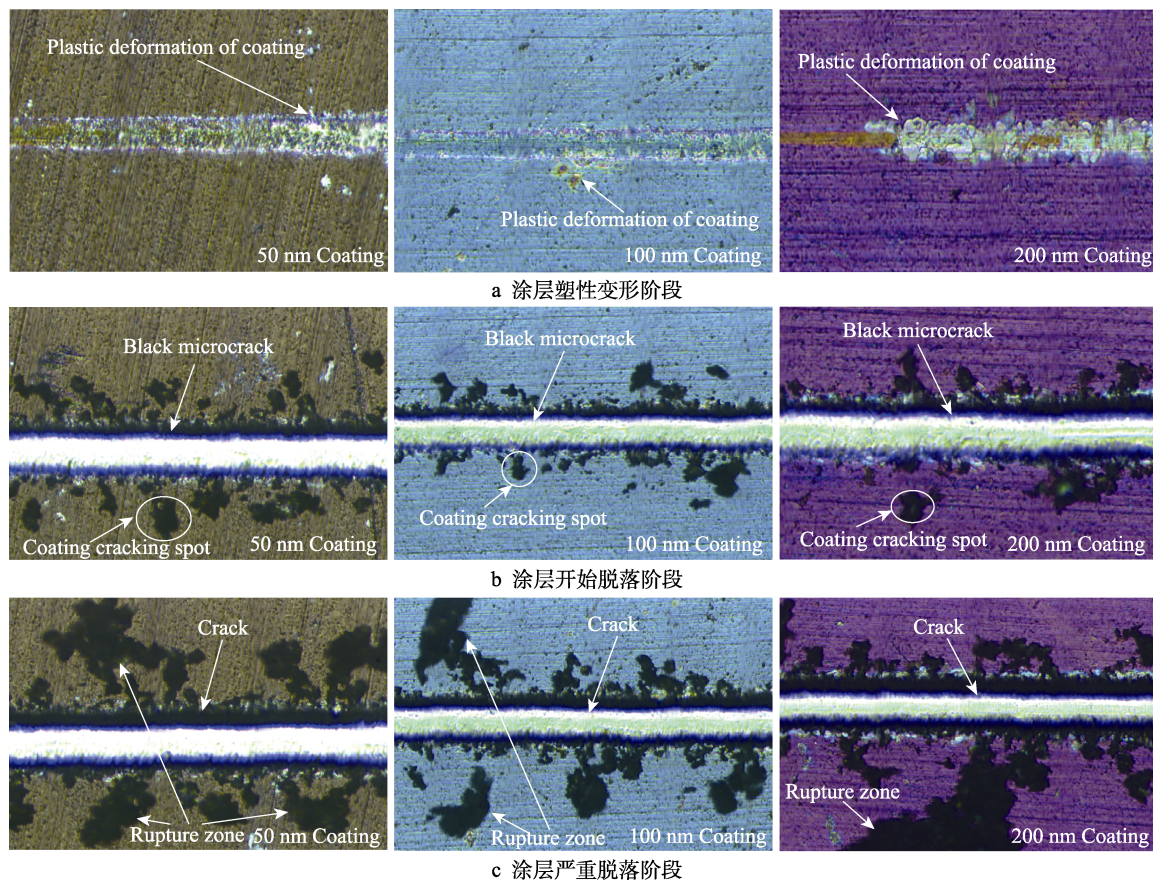 Plastic deformation of coating
50 nm Coating
Plastic deformation of coating
100 nm Coating
Plastic deformation of coating
200 nm Coating
a 涂层塑性变形阶段
Black microcrack
Coating cracking spot
50 nm Coating
Black microcrack
Coating cracking spot
100 nm Coating
Black microcrack
Coating cracking spot
200 nm Coating
b 涂层开始脱落阶段
Crack
Rupture zone
50 nm Coating
Crack
Rupture zone
100 nm Coating
Crack
Rupture zone
200 nm Coating
c 涂层严重脱落阶段